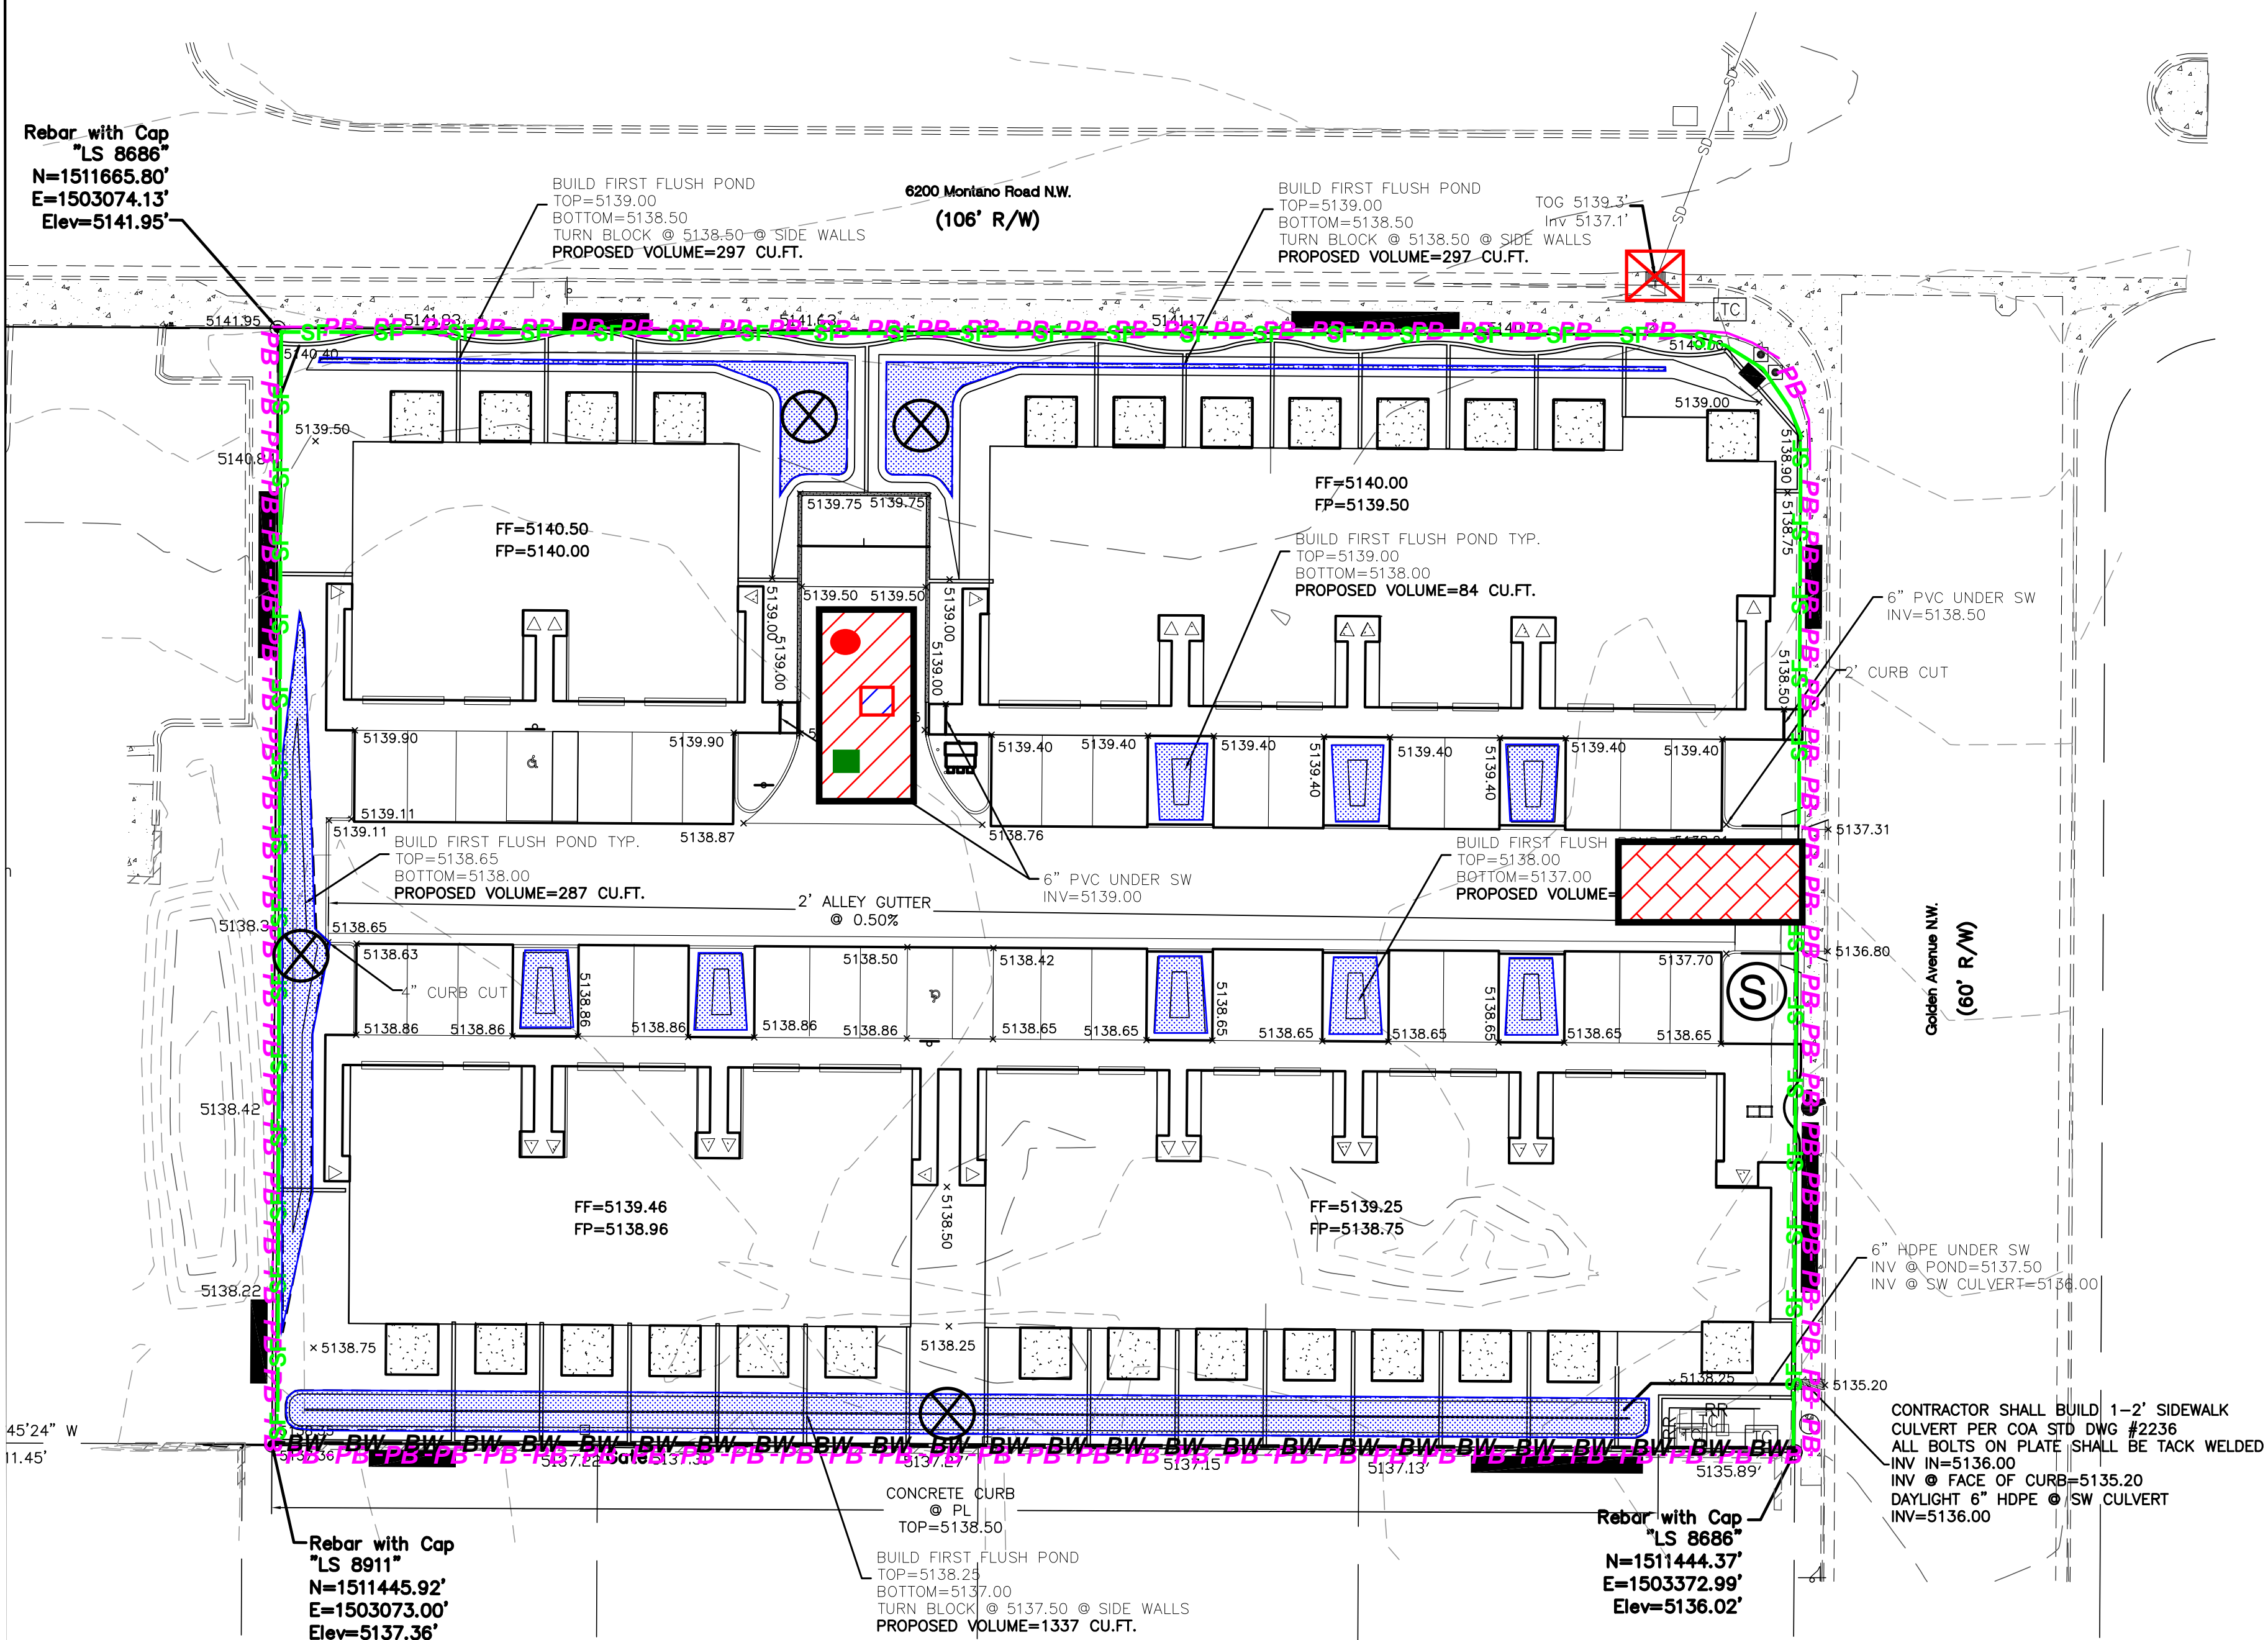 Rebar with Cap
"LS 8686"
N=1511665.80'
E=1503074.13'
Elev=5141.95'
BUILD FIRST FLUSH POND
TOP=5139.00
BOTTOM=5138.50
TURN BLOCK @ 5138.50 @ SIDE WALLS
PROPOSED VOLUME=297 CU.FT.
6200 Montano Road N.W.
(106' R/W)
BUILD FIRST FLUSH POND
TOP=5139.00
BOTTOM=5138.50
TURN BLOCK @ 5138.50 @ SIDE WALLS
PROPOSED VOLUME=297 CU.FT.
TOG 5139.3'
Inv 5137.1'
SD
SD
SD
TC
5141.95
5140.40
5139.50
5139.00
5138.90
5138.75
FF=5140.50
FP=5140.00
5139.75
5139.75
FF=5140.00
FP=5139.50
BUILD FIRST FLUSH POND TYP.
TOP=5139.00
BOTTOM=5138.00
PROPOSED VOLUME=84 CU.FT.
5139.50
5139.50
5139.00
5139.00
5139.00
5139.00
6" PVC UNDER SW
INV=5138.50
2' CURB CUT
5138.50
5139.90
5139.90
5139.40
5139.40
5139.40
5139.40
5139.40
5139.40
5139.40
5139.40
5139.11
5139.11
5138.87
5138.76
5137.31
BUILD FIRST FLUSH POND TYP.
TOP=5138.65
BOTTOM=5138.00
PROPOSED VOLUME=287 CU.FT.
6" PVC UNDER SW
INV=5139.00
2' ALLEY GUTTER
@ 0.50%
BUILD FIRST FLUSH
TOP=5138.00
BOTTOM=5137.00
PROPOSED VOLUME=
5138.65
5138.63
5138.50
5138.42
5137.70
5136.80
4" CURB CUT
S
Golden Avenue N.W.
(60' R/W)
5138.86
5138.86
5138.86
5138.86
5138.86
5138.86
5138.65
5138.65
5138.65
5138.65
5138.65
5138.65
5138.65
5138.65
5138.42
5138.50
FF=5139.46
FP=5138.96
FF=5139.25
FP=5138.75
5138.22
5138.75
5138.25
5138.25
6" HDPE UNDER SW
INV @ POND=5137.50
INV @ SW CULVERT=5136.00
5135.20
CONTRACTOR SHALL BUILD 1-2' SIDEWALK
CULVERT PER COA STD DWG #2236
ALL BOLTS ON PLATE SHALL BE TACK WELDED
INV IN=5136.00
INV @ FACE OF CURB=5135.20
DAYLIGHT 6" HDPE @ SW CULVERT
INV=5136.00
45'24" W
11.45'
5137.22
Gate
5137.27'
5137.15
5137.13'
5135.89'
CONCRETE CURB
@ PL
TOP=5138.50
BUILD FIRST FLUSH POND
TOP=5138.25
BOTTOM=5137.00
TURN BLOCK @ 5137.50 @ SIDE WALLS
PROPOSED VOLUME=1337 CU.FT.
Rebar with Cap
"LS 8911"
N=1511445.92'
E=1503073.00'
Elev=5137.36'
Rebar with Cap
"LS 8686"
N=1511444.37'
E=1503372.99'
Elev=5136.02'